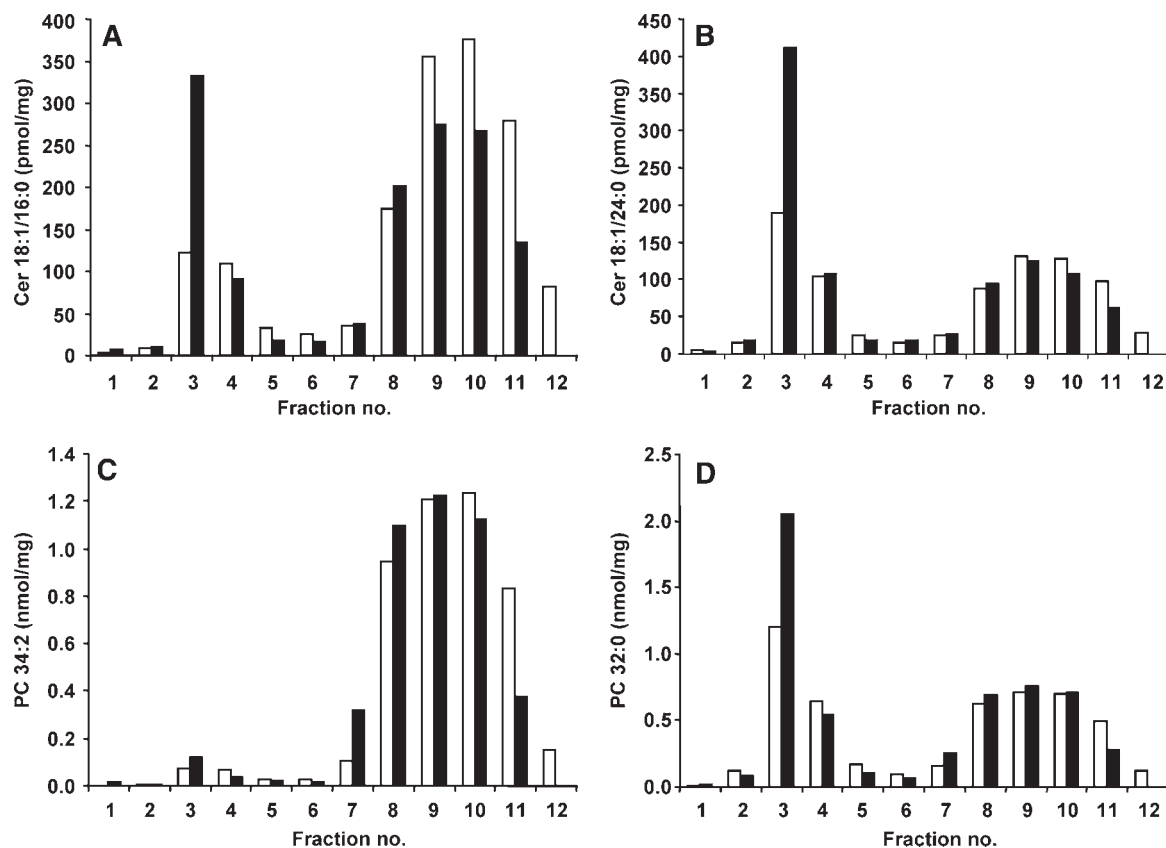 A
Cer 18:1/16:0 (pmol/mg)
400
350
300
250
200
150
100
50
0
1 2 3 4 5 6 7 8 9 10 11 12
Fraction no.
B
Cer 18:1/24:0 (pmol/mg)
450
400
350
300
250
200
150
100
50
0
1 2 3 4 5 6 7 8 9 10 11 12
Fraction no.
C
PC 34:2 (nmol/mg)
1.4
1.2
1.0
0.8
0.6
0.4
0.2
0.0
1 2 3 4 5 6 7 8 9 10 11 12
Fraction no.
D
PC 32:0 (nmol/mg)
2.5
2.0
1.5
1.0
0.5
0.0
1 2 3 4 5 6 7 8 9 10 11 12
Fraction no.